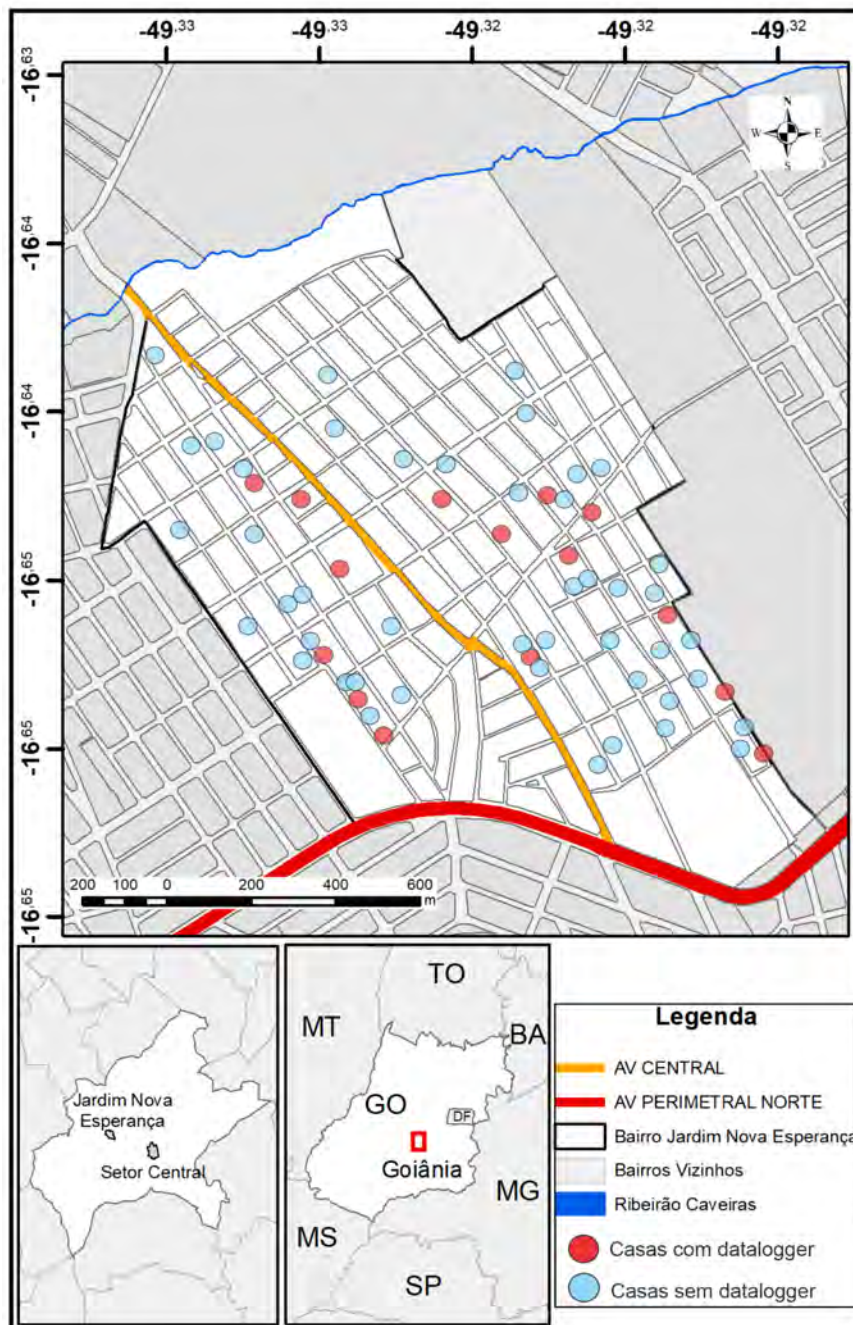 -49,33 -49,33 -49,32 -49,32 -49,32
-16,63
-16,64
-16,64
-16,65
-16,65
-16,65
N
W E
S
200 100 0 200 400 600
m
Jardim Nova
Esperança
Setor Central
TO
MT
BA
GO
DF
Goiânia
MG
MS
SP
Legenda
AV CENTRAL
AV PERIMETRAL NORTE
Bairro Jardim Nova Esperança
Bairros Vizinhos
Ribeirão Caveiras
Casas com datalogger
Casas sem datalogger